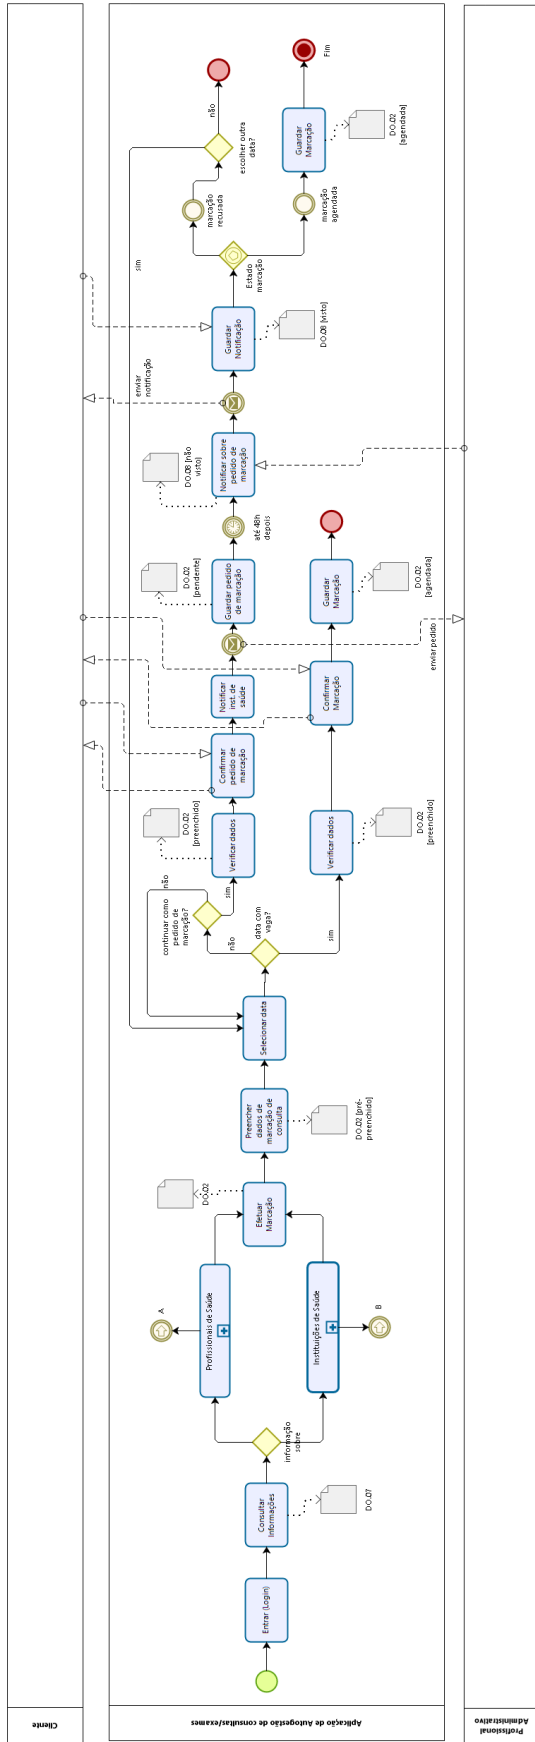 Cliente
Aplicação de Autogestão de consultas/exames
Profissional
Administrativo
Entrar (Login)
Consultar
Informações
DO.07
informação
sobre
Profissionais de Saúde
A
Instituições de Saúde
B
Efetuar
Marcação
DO.02
Preencher
dados de
marcação de
consulta
DO.02 [pré-
preenchido]
Selecionar data
data com
vaga?
não
sim
continuar como
pedido de
marcação?
não
sim
Verificar dados
DO.02
[preenchido]
Verificar dados
DO.02
[preenchido]
Confirmar
pedido de
marcação
Notificar
inst. de
saúde
Confirmar
Marcação
enviar pedido
Guardar pedido
de marcação
DO.02
[pendente]
Guardar
Marcação
DO.02
[agendada]
até 48h
depois
Notificar sobre
pedido de
marcação
DO.08 [não
visto]
enviar
notificação
Guardar
Notificação
DO.08 [visto]
Estado
marcação
marcação
recusada
marcação
agendada
escolher outra
data?
sim
não
Guardar
Marcação
DO.02
[agendada]
Fim